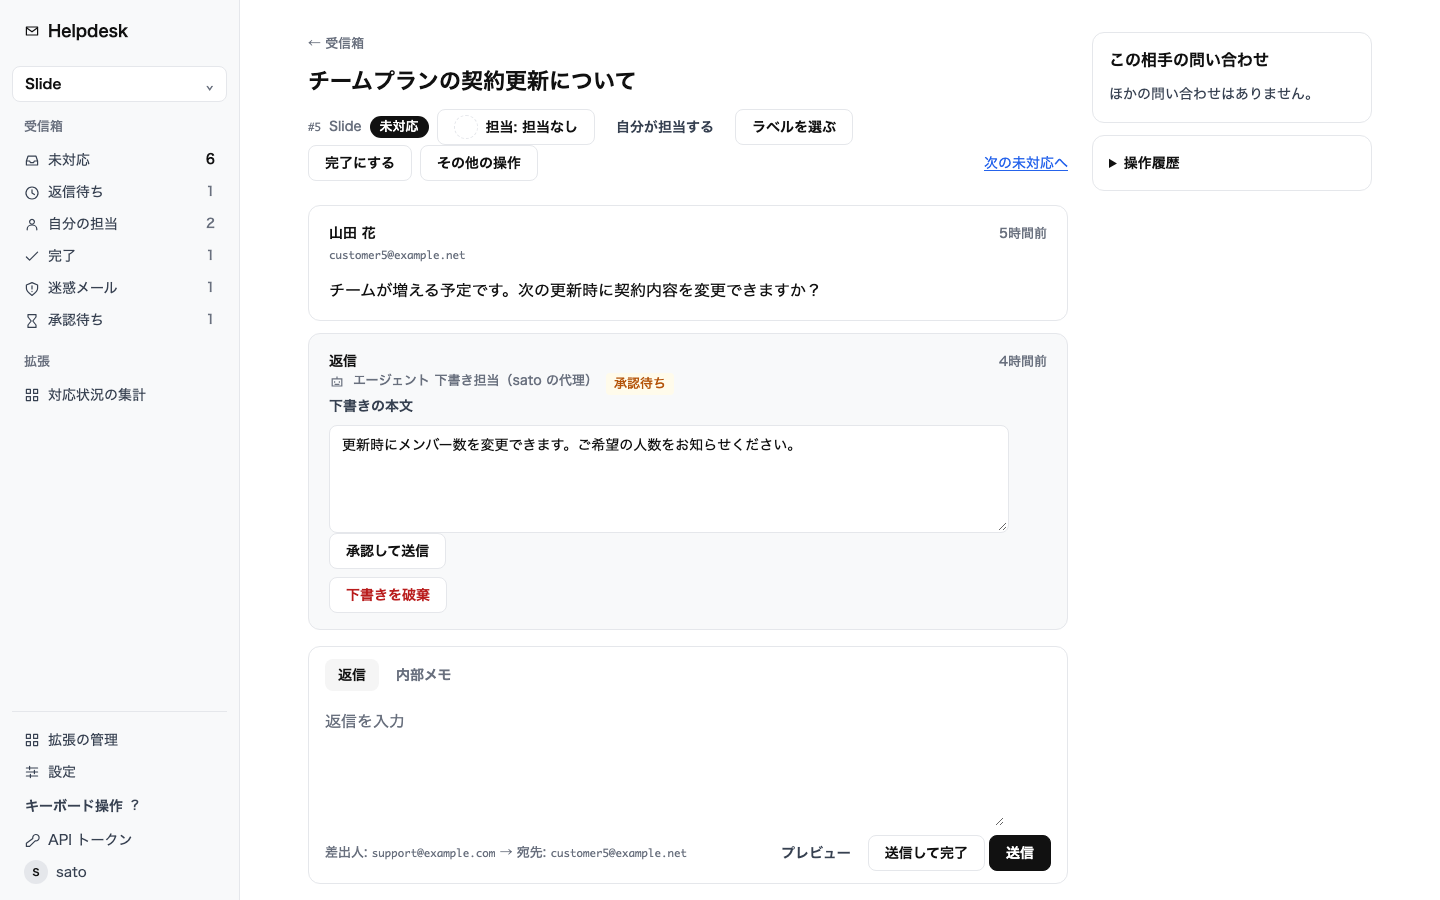 Helpdesk
Slide
受信箱
未対応 6
返信待ち 1
自分の担当 2
完了 1
迷惑メール 1
承認待ち 1
拡張
対応状況の集計
拡張の管理
設定
キーボード操作 ?
API トークン
S sato
← 受信箱
チームプランの契約更新について
#5 Slide 未対応 担当: 担当なし 自分が担当する ラベルを選ぶ
完了にする その他の操作 次の未対応へ
山田 花 5時間前
customer5@example.net
チームが増える予定です。次の更新時に契約内容を変更できますか？
返信 4時間前
エージェント 下書き担当（sato の代理） 承認待ち
下書きの本文
更新時にメンバー数を変更できます。ご希望の人数をお知らせください。
承認して送信
下書きを破棄
返信 内部メモ
返信を入力
差出人: support@example.com → 宛先: customer5@example.net プレビュー 送信して完了 送信
この相手の問い合わせ
ほかの問い合わせはありません。
▶ 操作履歴